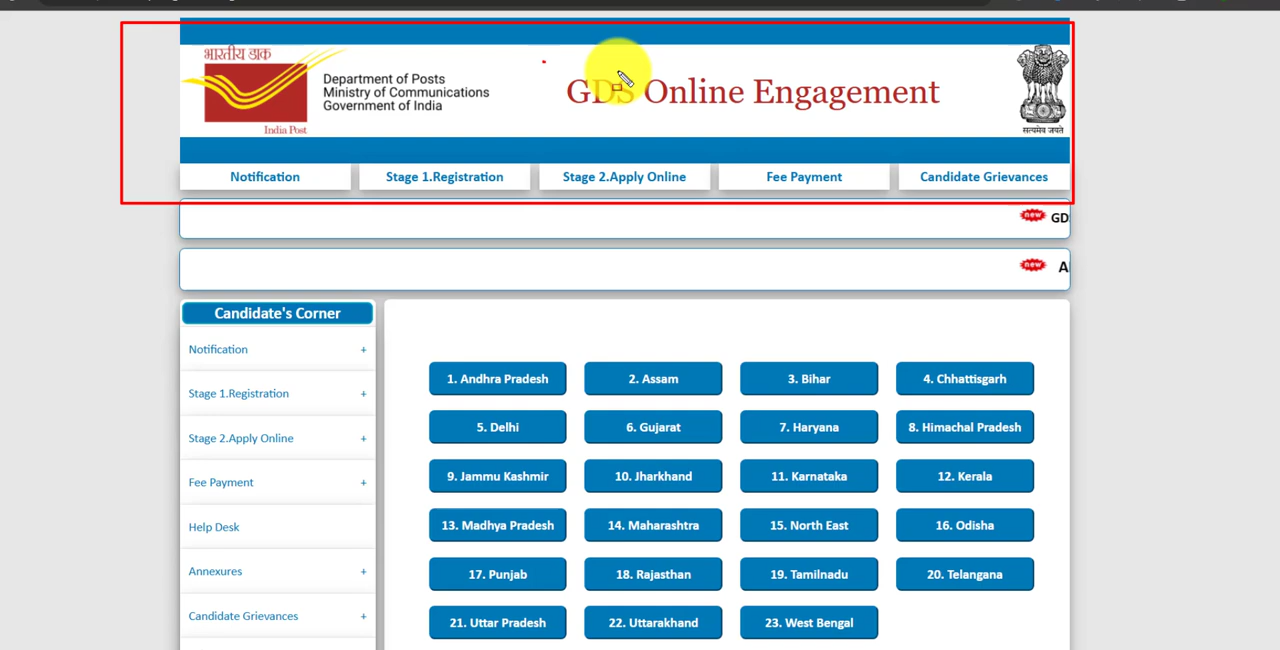 भारतीय डाक
India Post
Department of Posts
Ministry of Communications
Government of India
GDS Online Engagement
सत्यमेव जयते
Notification
Stage 1.Registration
Stage 2.Apply Online
Fee Payment
Candidate Grievances
new GD
new A
Candidate's Corner
Notification +
Stage 1.Registration +
Stage 2.Apply Online +
Fee Payment +
Help Desk
Annexures +
Candidate Grievances +
1. Andhra Pradesh
2. Assam
3. Bihar
4. Chhattisgarh
5. Delhi
6. Gujarat
7. Haryana
8. Himachal Pradesh
9. Jammu Kashmir
10. Jharkhand
11. Karnataka
12. Kerala
13. Madhya Pradesh
14. Maharashtra
15. North East
16. Odisha
17. Punjab
18. Rajasthan
19. Tamilnadu
20. Telangana
21. Uttar Pradesh
22. Uttarakhand
23. West Bengal